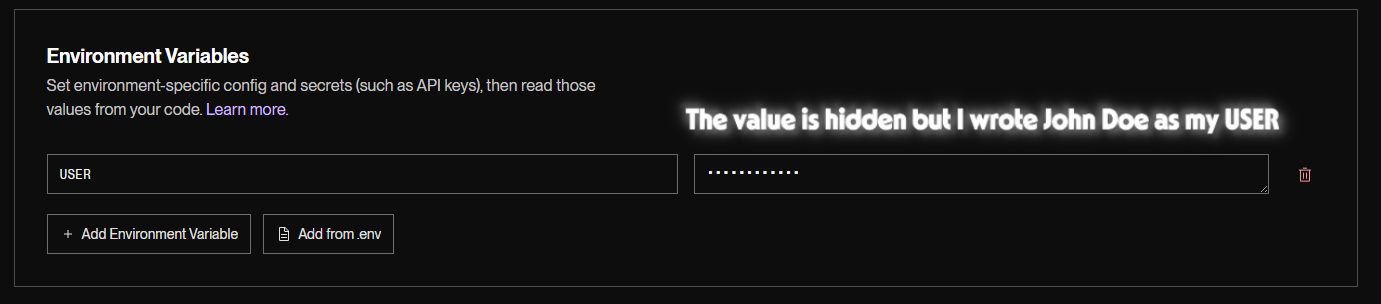 Environment Variables
Set environment-specific config and secrets (such as API keys), then read those
values from your code. Learn more.
The value is hidden but I wrote John Doe as my USER
USER
············
+ Add Environment Variable
Add from .env